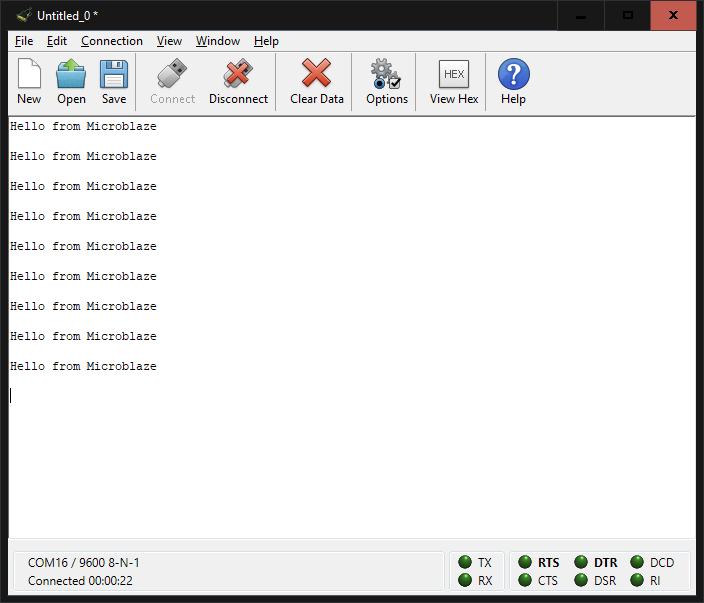 Untitled_0 *
File Edit Connection View Window Help
HEX ?
New Open Save Connect Disconnect Clear Data Options View Hex Help
Hello from Microblaze
Hello from Microblaze
Hello from Microblaze
Hello from Microblaze
Hello from Microblaze
Hello from Microblaze
Hello from Microblaze
Hello from Microblaze
Hello from Microblaze
COM16 / 9600 8-N-1 TX RTS DTR DCD
Connected 00:00:22 RX CTS DSR RI